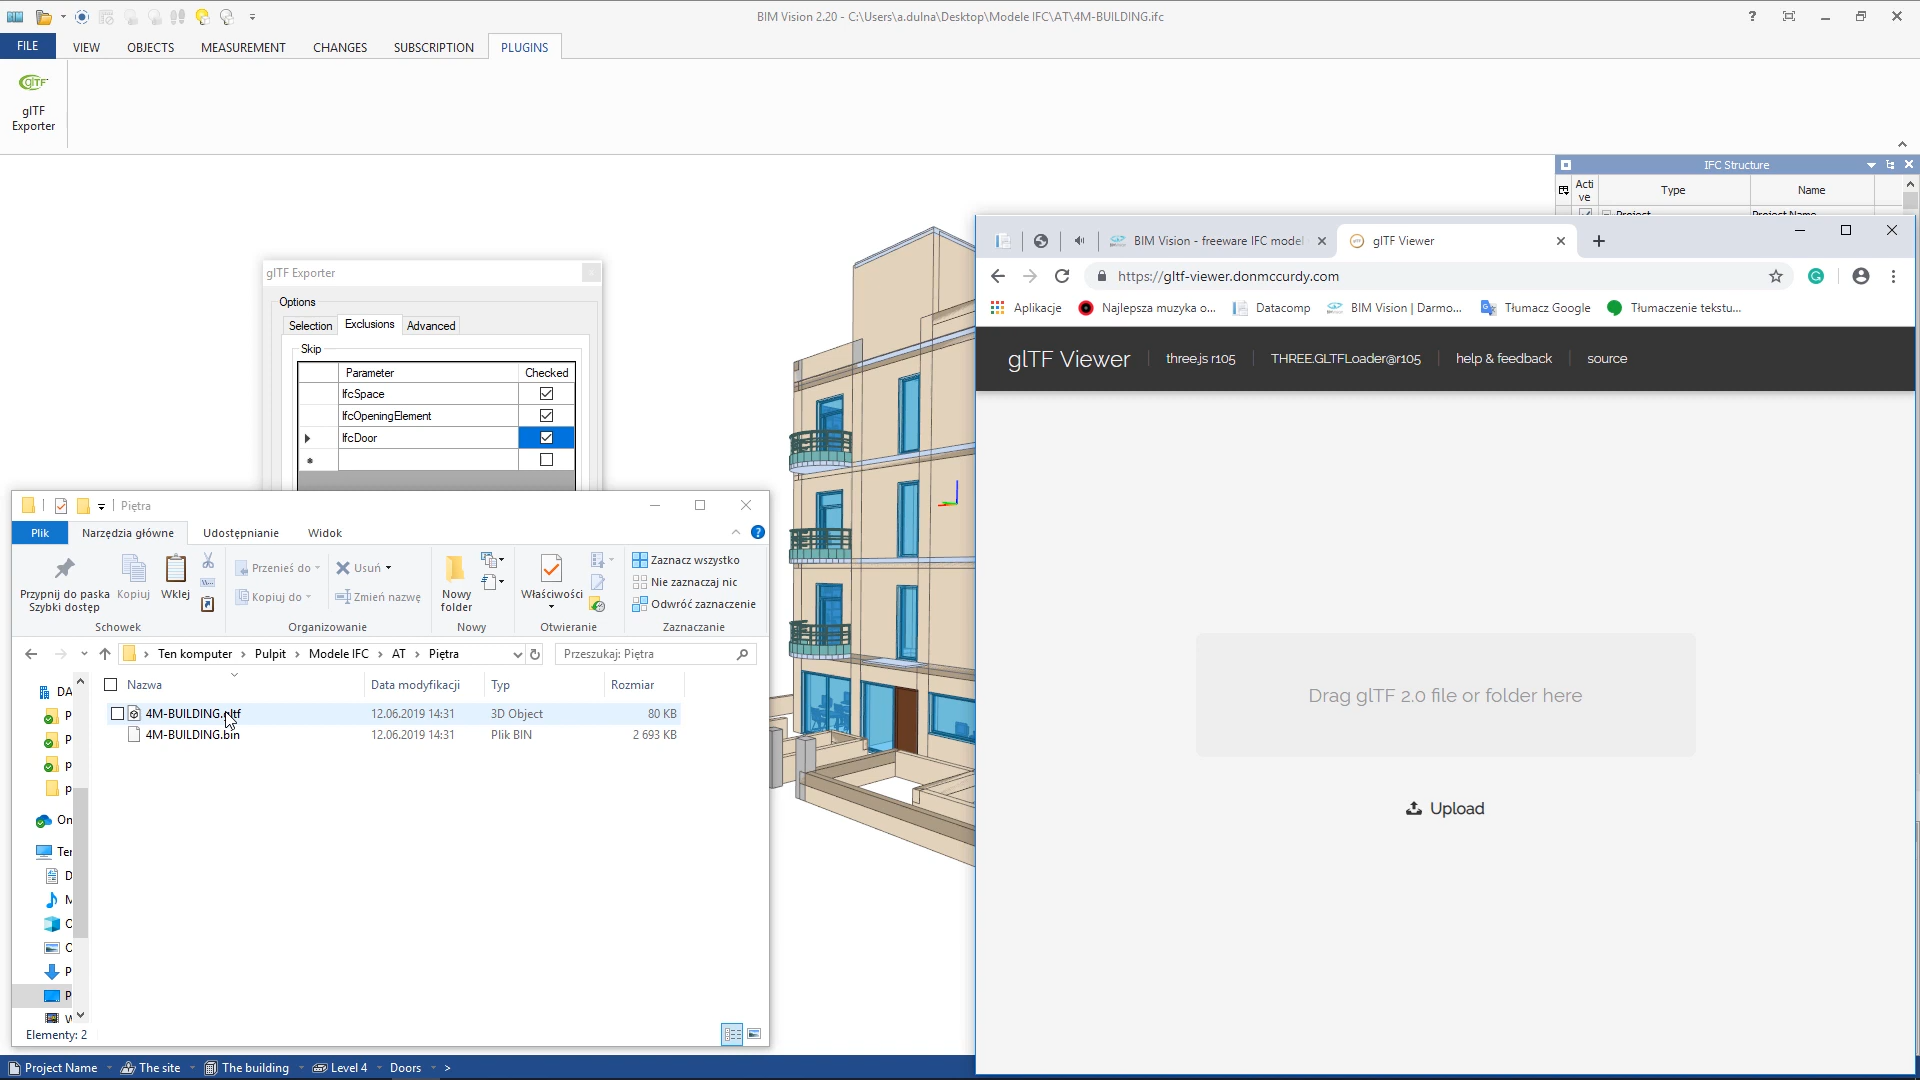 BIM Vision 2.20 - C:\Users\a.dulna\Desktop\Modele IFC\AT\4M-BUILDING.ifc
FILE VIEW OBJECTS MEASUREMENT CHANGES SUBSCRIPTION PLUGINS
glTF
glTF
Exporter
IFC Structure
Acti
ve
Type
Name
Project
Project Name
glTF Exporter
Options
Selection Exclusions Advanced
Skip
Parameter Checked
IfcSpace
IfcOpeningElement
IfcDoor
BIM Vision - freeware IFC model
glTF Viewer
https://gltf-viewer.donmccurdy.com
Aplikacje Najlepsza muzyka o... Datacomp BIM Vision | Darmo... Tłumacz Google Tłumaczenie tekstu...
glTF Viewer three.js r105 THREE.GLTFLoader@r105 help & feedback source
Drag glTF 2.0 file or folder here
Upload
Piętra
Plik Narzędzia główne Udostępnianie Widok
Przypnij do paska
Szybki dostęp
Kopiuj
Wklej
Schowek
Przenieś do
Kopiuj do
Usuń
Zmień nazwę
Organizowanie
Nowy
folder
Nowy
Właściwości
Otwieranie
Zaznacz wszystko
Nie zaznaczaj nic
Odwróć zaznaczenie
Zaznaczanie
Ten komputer Pulpit Modele IFC AT Piętra
Przeszukaj: Piętra
Nazwa Data modyfikacji Typ Rozmiar
4M-BUILDING.gltf 12.06.2019 14:31 3D Object 80 KB
4M-BUILDING.bin 12.06.2019 14:31 Plik BIN 2 693 KB
Elementy: 2
Project Name The site The building Level 4 Doors >